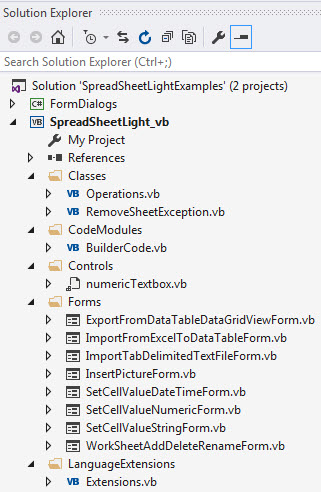 Solution Explorer
Search Solution Explorer (Ctrl+;)
Solution 'SpreadSheetLightExamples' (2 projects)
C# FormDialogs
VB SpreadSheetLight_vb
My Project
References
Classes
VB Operations.vb
VB RemoveSheetException.vb
CodeModules
VB BuilderCode.vb
Controls
numericTextbox.vb
Forms
ExportFromDataTableDataGridViewForm.vb
ImportFromExcelToDataTableForm.vb
ImportTabDelimitedTextFileForm.vb
InsertPictureForm.vb
SetCellValueDateTimeForm.vb
SetCellValueNumericForm.vb
SetCellValueStringForm.vb
WorkSheetAddDeleteRenameForm.vb
LanguageExtensions
VB Extensions.vb